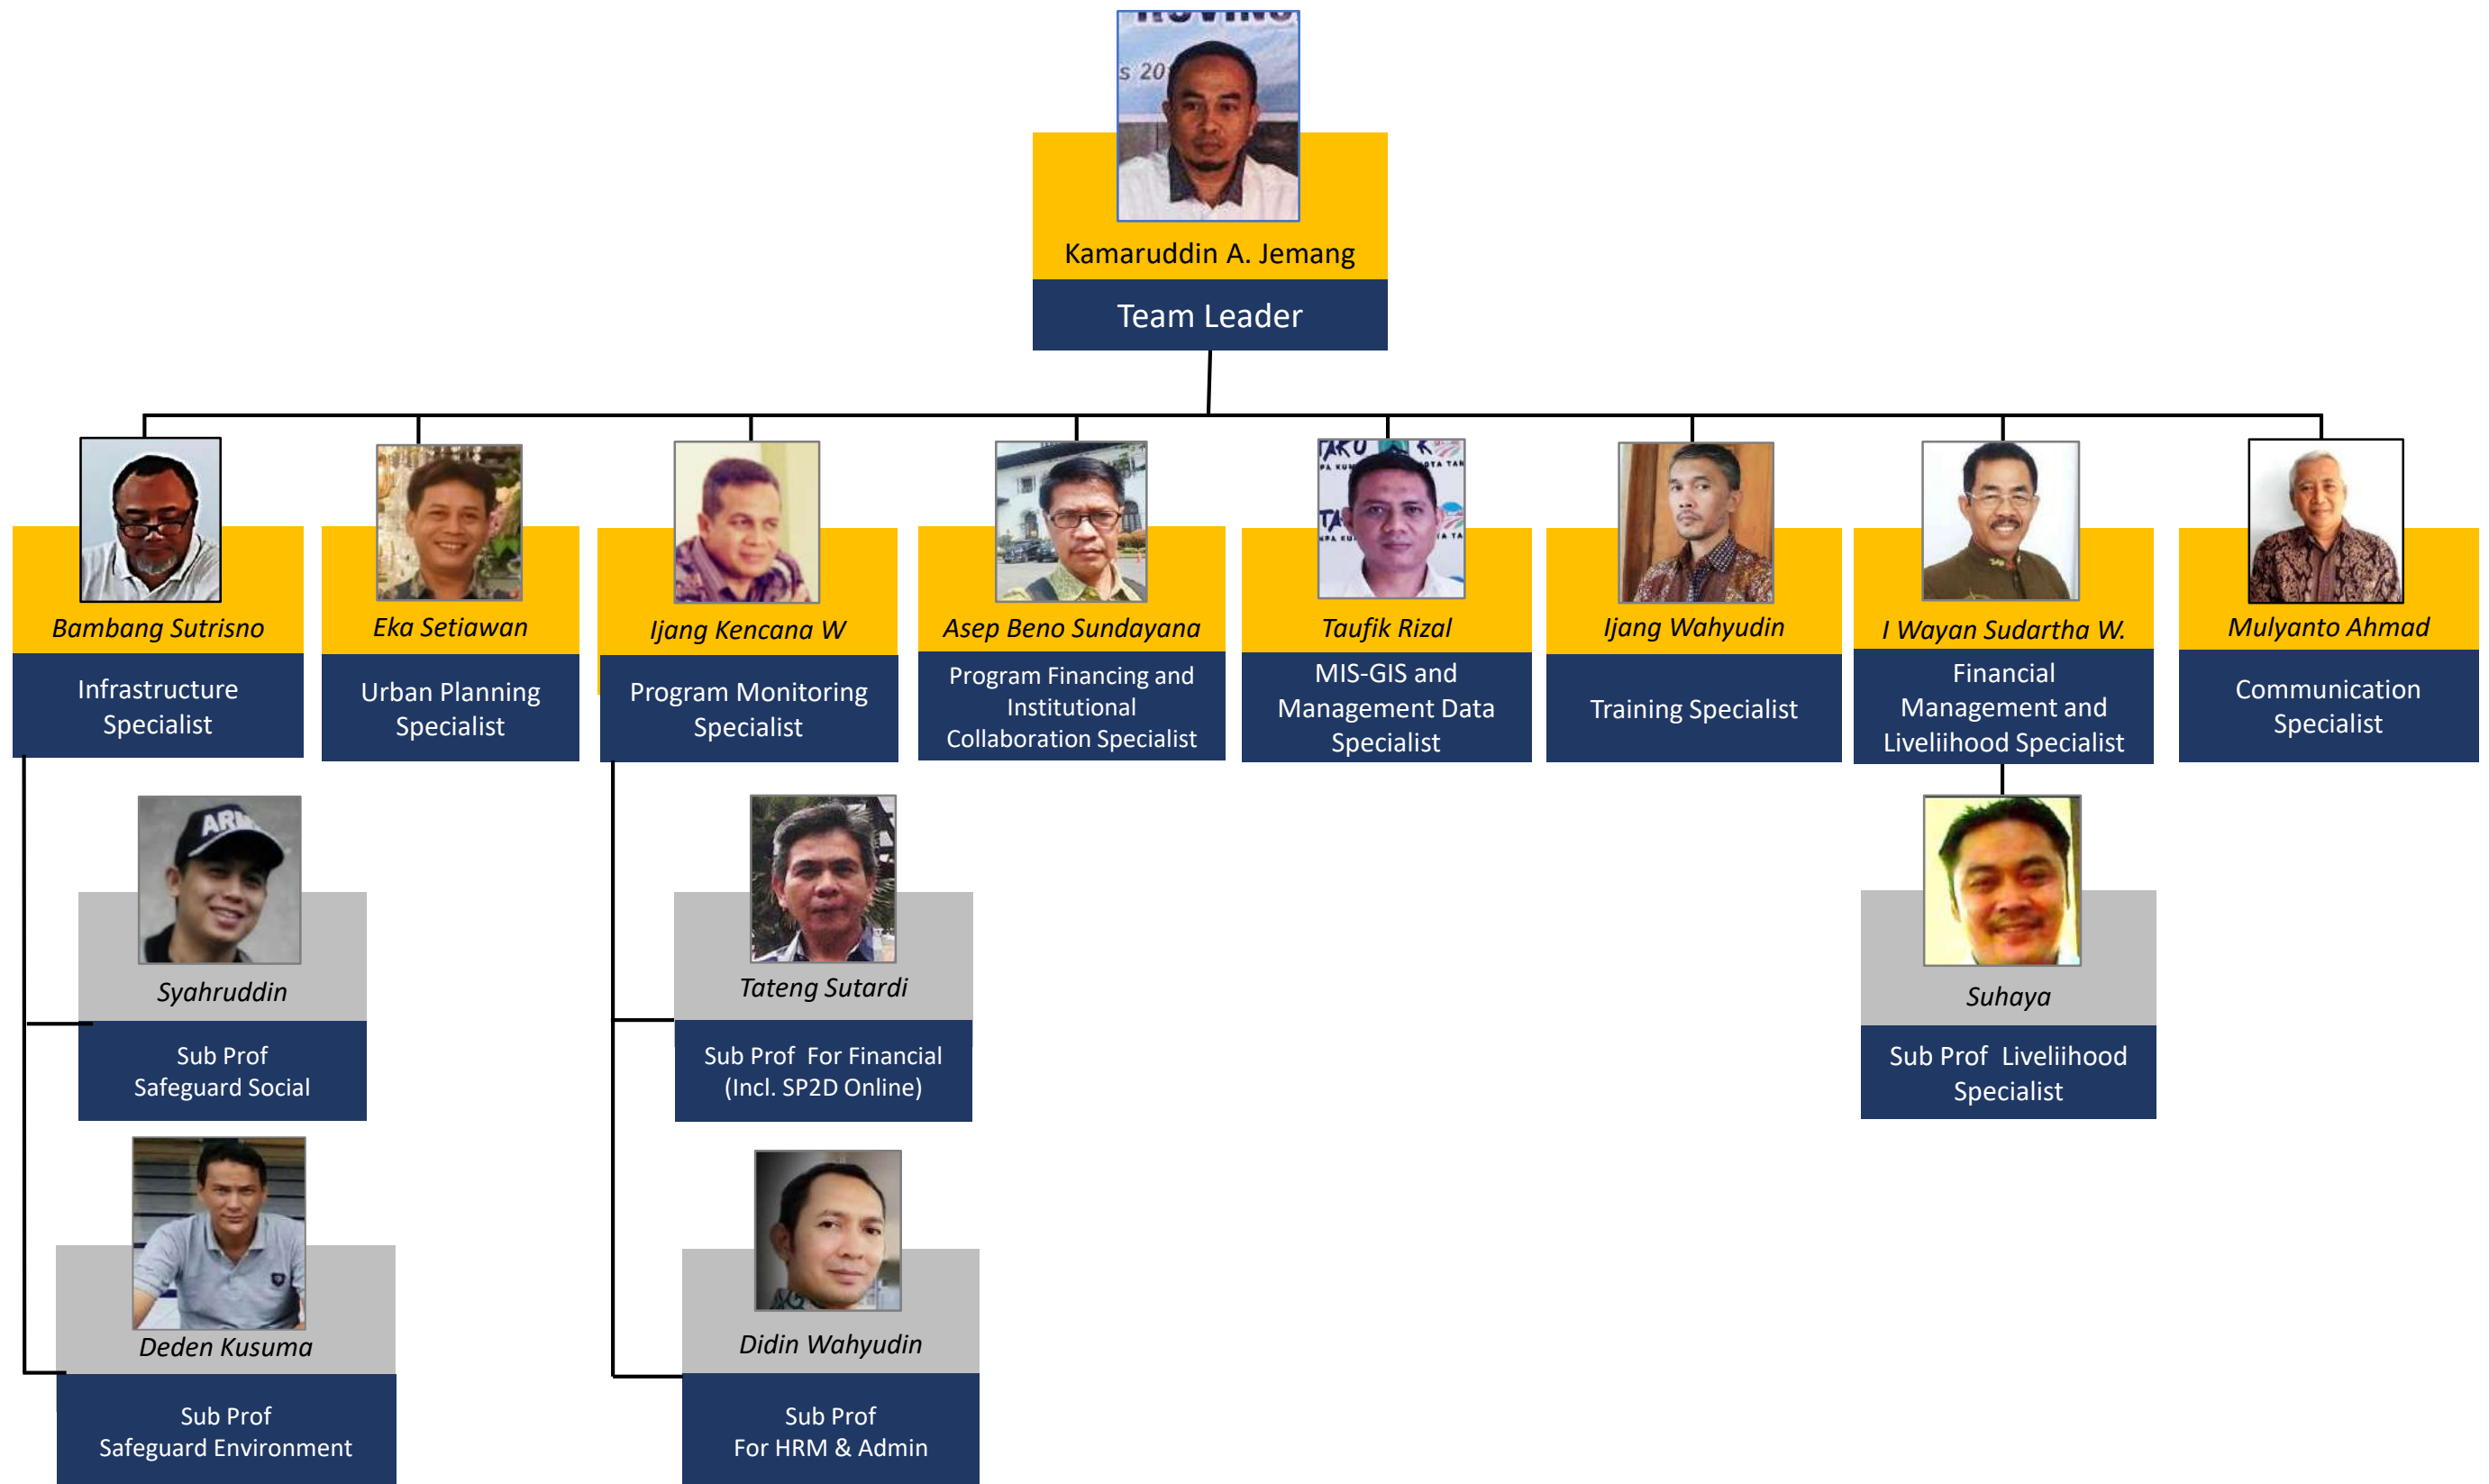 s 20
Kamaruddin A. Jemang
Team Leader
Bambang Sutrisno
Infrastructure
Specialist
Eka Setiawan
Urban Planning
Specialist
Ijang Kencana W
Program Monitoring
Specialist
Asep Beno Sundayana
Program Financing and
Institutional
Collaboration Specialist
Taufik Rizal
MIS-GIS and
Management Data
Specialist
Ijang Wahyudin
Training Specialist
I Wayan Sudartha W.
Financial
Management and
Liveliihood Specialist
Mulyanto Ahmad
Communication
Specialist
ARM
Syahruddin
Sub Prof
Safeguard Social
Tateng Sutardi
Sub Prof  For Financial
(Incl. SP2D Online)
Suhaya
Sub Prof  Liveliihood
Specialist
Deden Kusuma
Sub Prof
Safeguard Environment
Didin Wahyudin
Sub Prof
For HRM & Admin